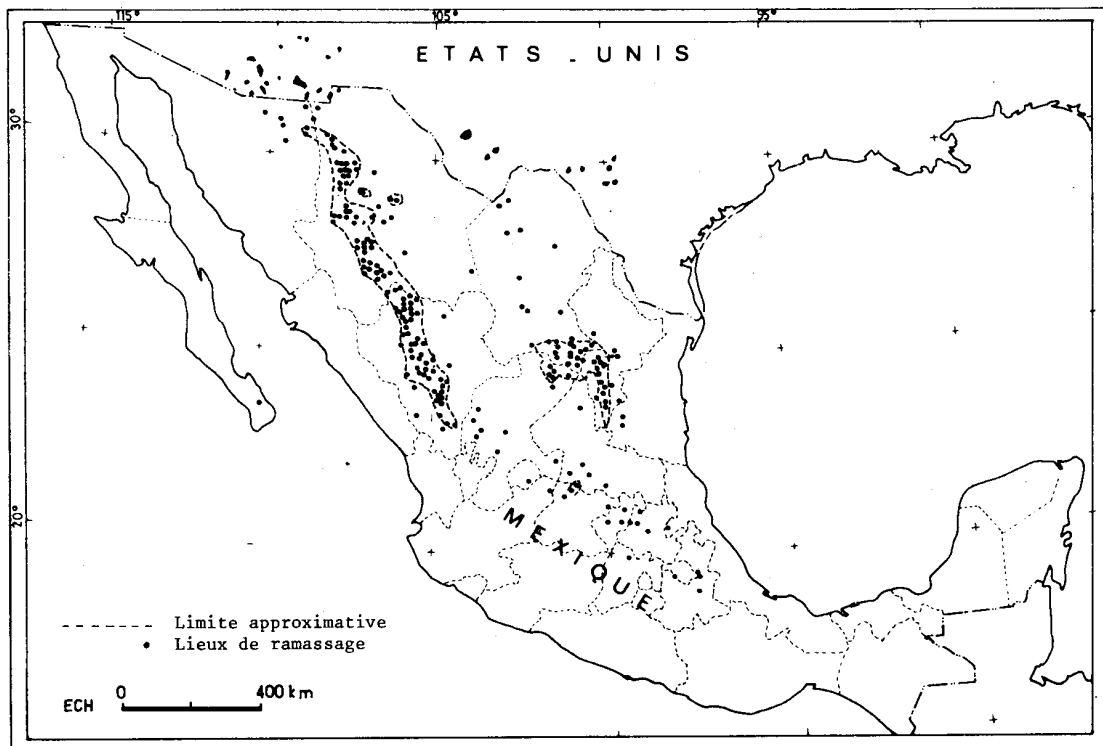 115° 105 95°
ETATS - UNIS
30°
20°
MEXIQUE
Limite approximative
Lieux de ramassage
ECH 0 400 km